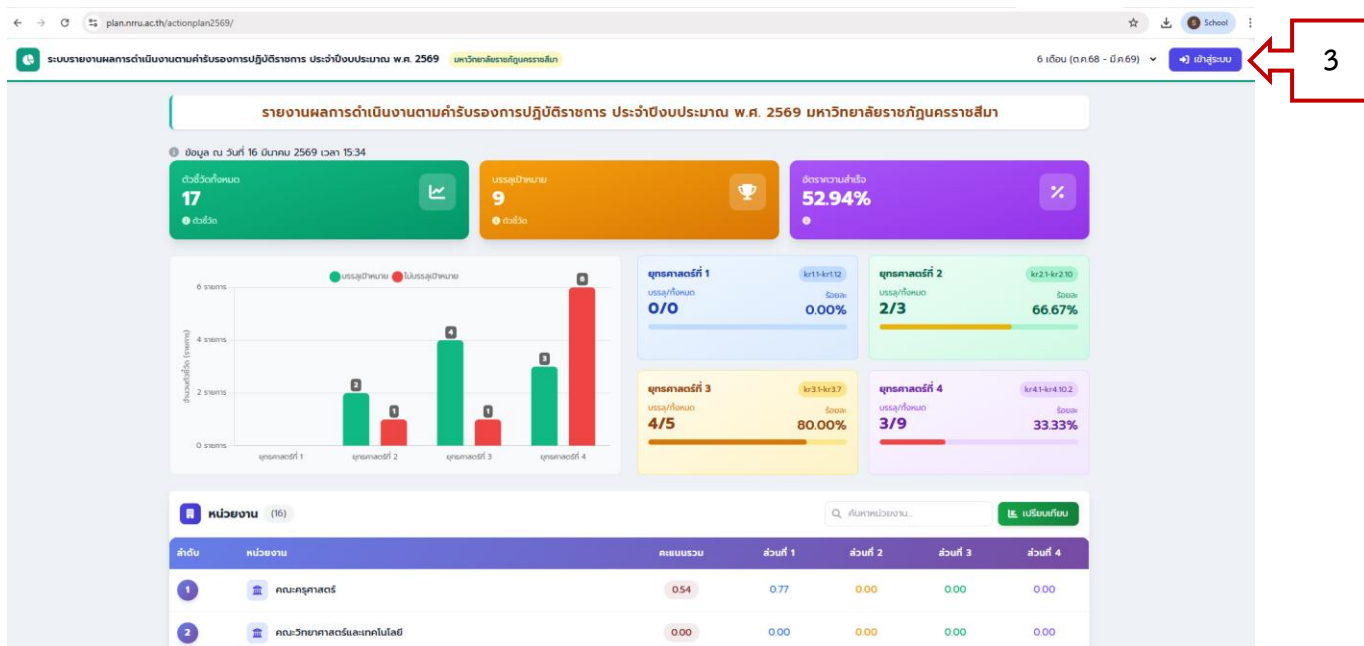 plan.nrru.ac.th/actionplan2569/
S School
ระบบรายงานผลการดำเนินงานตามคำรับรองการปฏิบัติราชการ ประจำปีงบประมาณ พ.ศ. 2569 มหาวิทยาลัยราชภัฏนครราชสีมา
6 เดือน (ต.ค.68 - มี.ค.69) เข้าสู่ระบบ
3
รายงานผลการดำเนินงานตามคำรับรองการปฏิบัติราชการ ประจำปีงบประมาณ พ.ศ. 2569 มหาวิทยาลัยราชภัฏนครราชสีมา
ข้อมูล ณ วันที่ 16 มีนาคม 2569 เวลา 15:34
ตัวชี้วัดทั้งหมด
17
ตัวชี้วัด
บรรลุเป้าหมาย
9
ตัวชี้วัด
อัตราความสำเร็จ
52.94%
บรรลุเป้าหมาย ไม่บรรลุเป้าหมาย
จำนวนตัวชี้วัด (รายการ)
6 รายการ
4 รายการ
2 รายการ
0 รายการ
2 1 4 1 3 6
ยุทธศาสตร์ที่ 1 ยุทธศาสตร์ที่ 2 ยุทธศาสตร์ที่ 3 ยุทธศาสตร์ที่ 4
ยุทธศาสตร์ที่ 1 kr1.1-kr1.12
บรรลุ/ทั้งหมด ร้อยละ
0/0 0.00%
ยุทธศาสตร์ที่ 2 kr2.1-kr2.10
บรรลุ/ทั้งหมด ร้อยละ
2/3 66.67%
ยุทธศาสตร์ที่ 3 kr3.1-kr3.7
บรรลุ/ทั้งหมด ร้อยละ
4/5 80.00%
ยุทธศาสตร์ที่ 4 kr4.1-kr4.10.2
บรรลุ/ทั้งหมด ร้อยละ
3/9 33.33%
หน่วยงาน (16) ค้นหาหน่วยงาน... เปรียบเทียบ
ลำดับ หน่วยงาน คะแนนรวม ส่วนที่ 1 ส่วนที่ 2 ส่วนที่ 3 ส่วนที่ 4
1 คณะครุศาสตร์ 0.54 0.77 0.00 0.00 0.00
2 คณะวิทยาศาสตร์และเทคโนโลยี 0.00 0.00 0.00 0.00 0.00